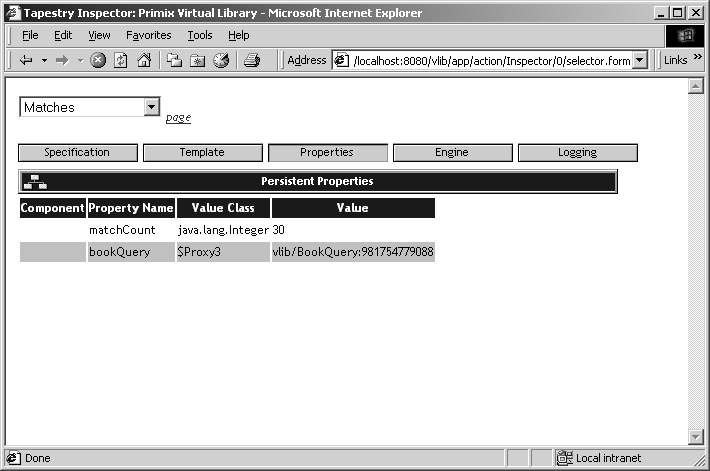 Tapestry Inspector: Primix Virtual Library - Microsoft Internet Explorer
File Edit View Favorites Tools Help
Address /localhost:8080/vlib/app/action/Inspector/0/selector.form Links »
Matches page
Specification Template Properties Engine Logging
Persistent Properties
Component Property Name Value Class Value
matchCount java.lang.Integer 30
bookQuery $Proxy3 vlib/BookQuery:981754779088
Done Local intranet